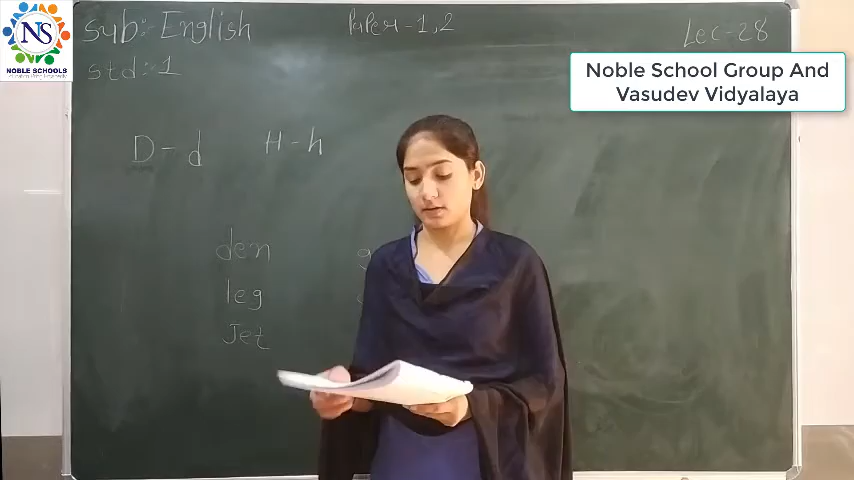 NS
NOBLE SCHOOLS
Sub:- English
Paper-1,2
Lec-28
std:-1
Noble School Group And
Vasudev Vidyalaya
D-d
H-h
den
leg
Jet